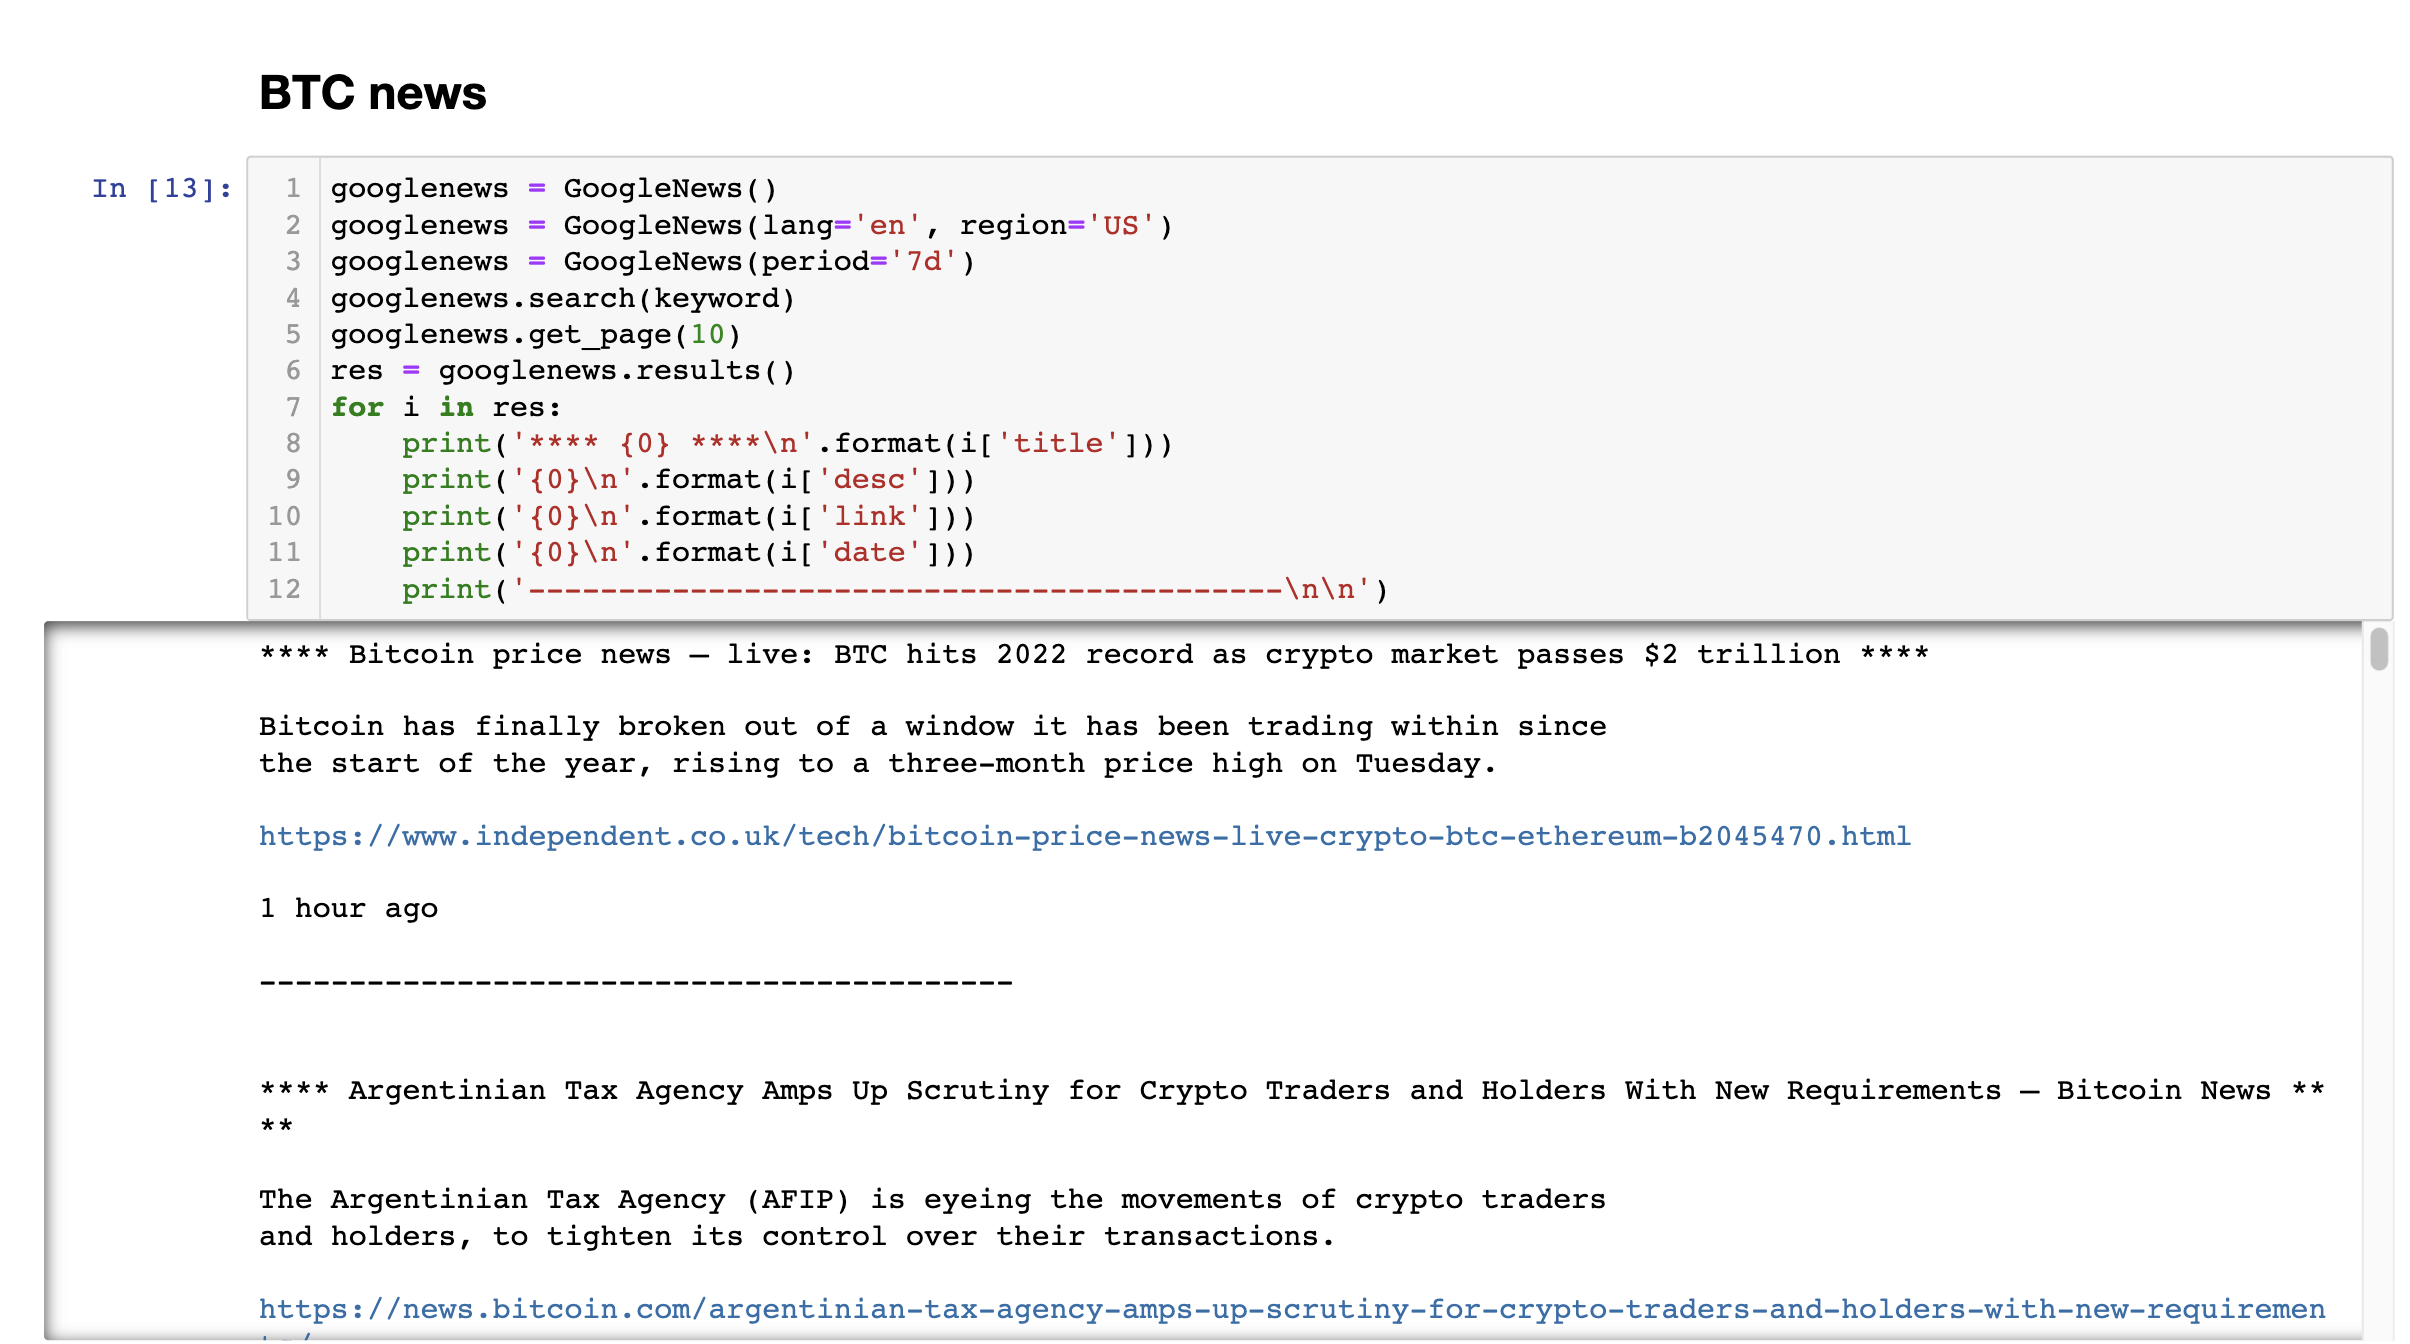 BTC news
In [13]:
1 googlenews = GoogleNews()
2 googlenews = GoogleNews(lang='en', region='US')
3 googlenews = GoogleNews(period='7d')
4 googlenews.search(keyword)
5 googlenews.get_page(10)
6 res = googlenews.results()
7 for i in res:
8     print('**** {0} ****\n'.format(i['title']))
9     print('{0}\n'.format(i['desc']))
10     print('{0}\n'.format(i['link']))
11     print('{0}\n'.format(i['date']))
12     print('------------------------------------------\n\n')
**** Bitcoin price news – live: BTC hits 2022 record as crypto market passes $2 trillion ****
Bitcoin has finally broken out of a window it has been trading within since
the start of the year, rising to a three-month price high on Tuesday.
https://www.independent.co.uk/tech/bitcoin-price-news-live-crypto-btc-ethereum-b2045470.html
1 hour ago
------------------------------------------
**** Argentinian Tax Agency Amps Up Scrutiny for Crypto Traders and Holders With New Requirements – Bitcoin News **
**
The Argentinian Tax Agency (AFIP) is eyeing the movements of crypto traders
and holders, to tighten its control over their transactions.
https://news.bitcoin.com/argentinian-tax-agency-amps-up-scrutiny-for-crypto-traders-and-holders-with-new-requiremen